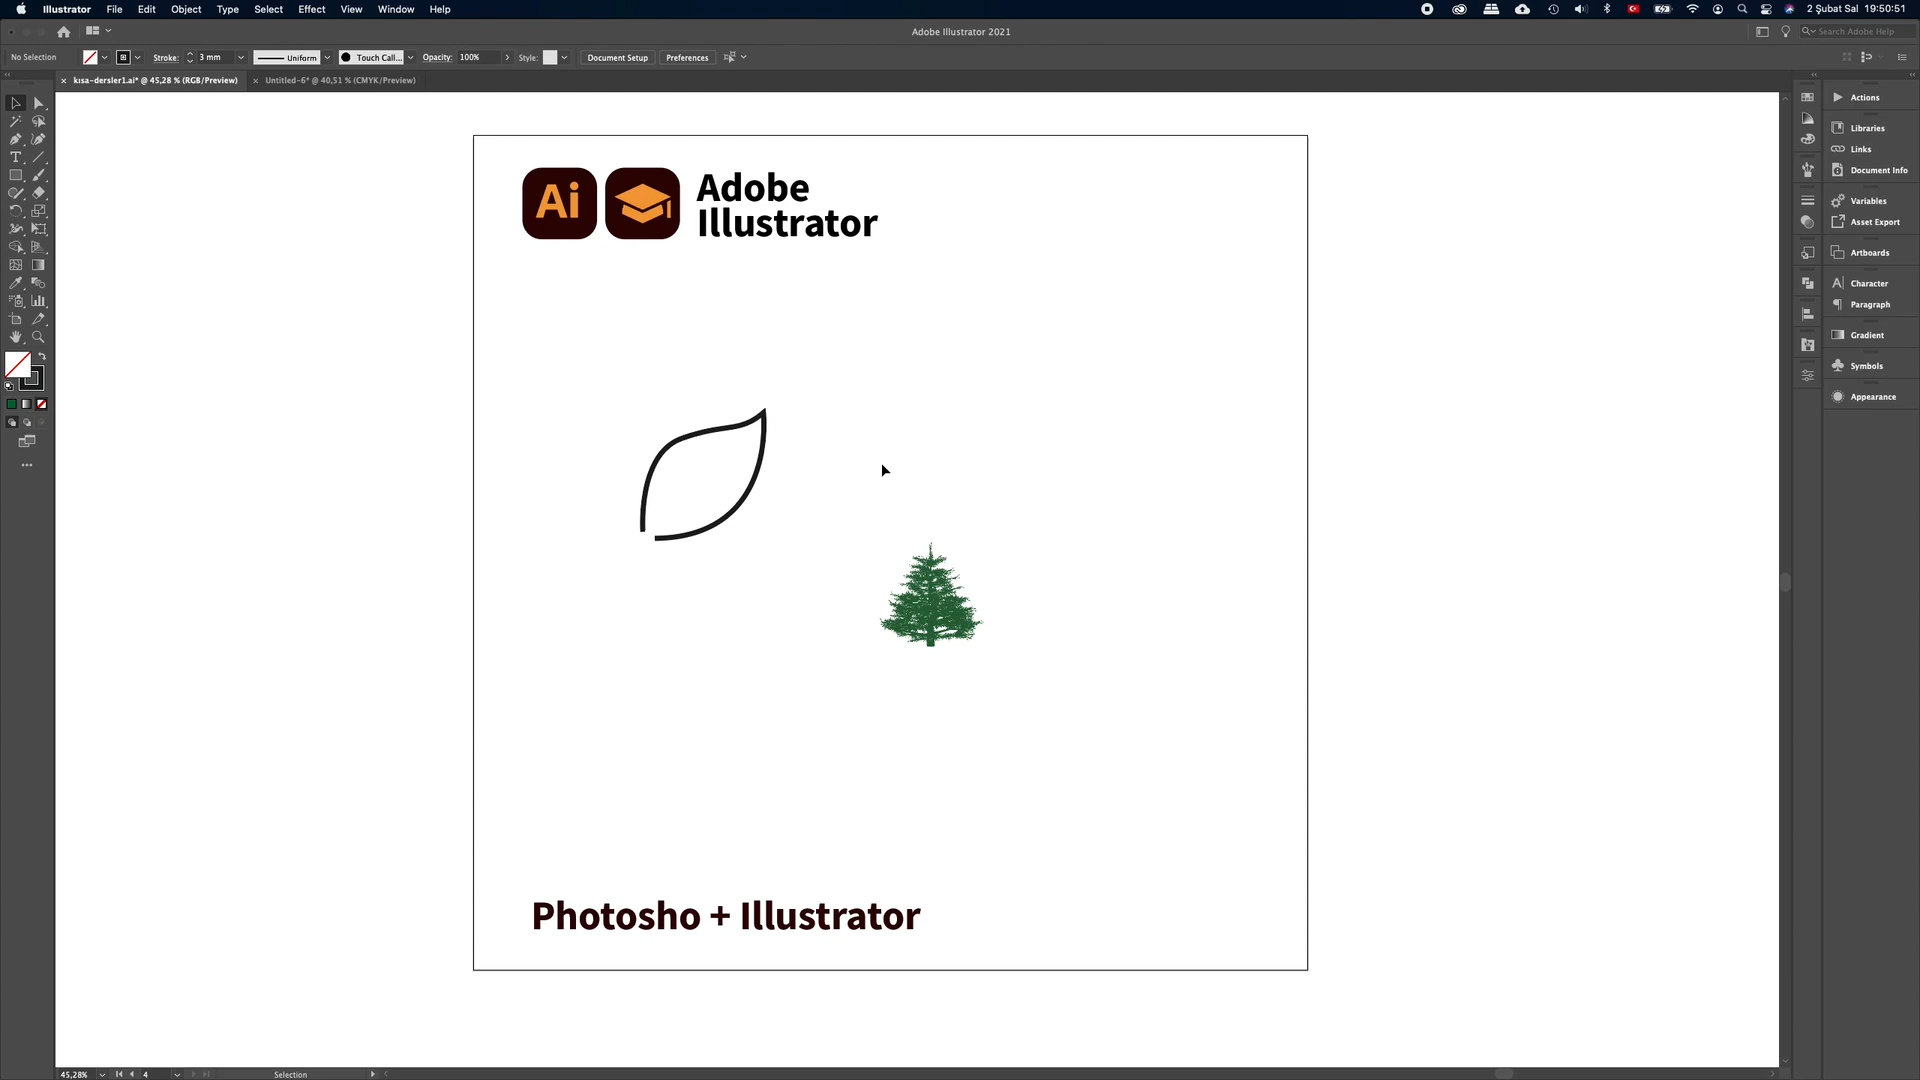 Illustrator File Edit Object Type Select Effect View Window Help 2 Şubat Sal 19:50:51
Adobe Illustrator 2021 Search Adobe Help
No Selection Stroke: 3 mm Uniform Touch Call... Opacity: 100% Style: Document Setup Preferences
× kısa-dersler1.ai* @ 45,28 % (RGB/Preview) × Untitled-6* @ 40,51 % (CMYK/Preview)
Actions
Libraries
Links
Document Info
Variables
Asset Export
Artboards
Character
Paragraph
Gradient
Symbols
Appearance
Ai
Adobe
Illustrator
Photosho + Illustrator
45,28% 4 Selection